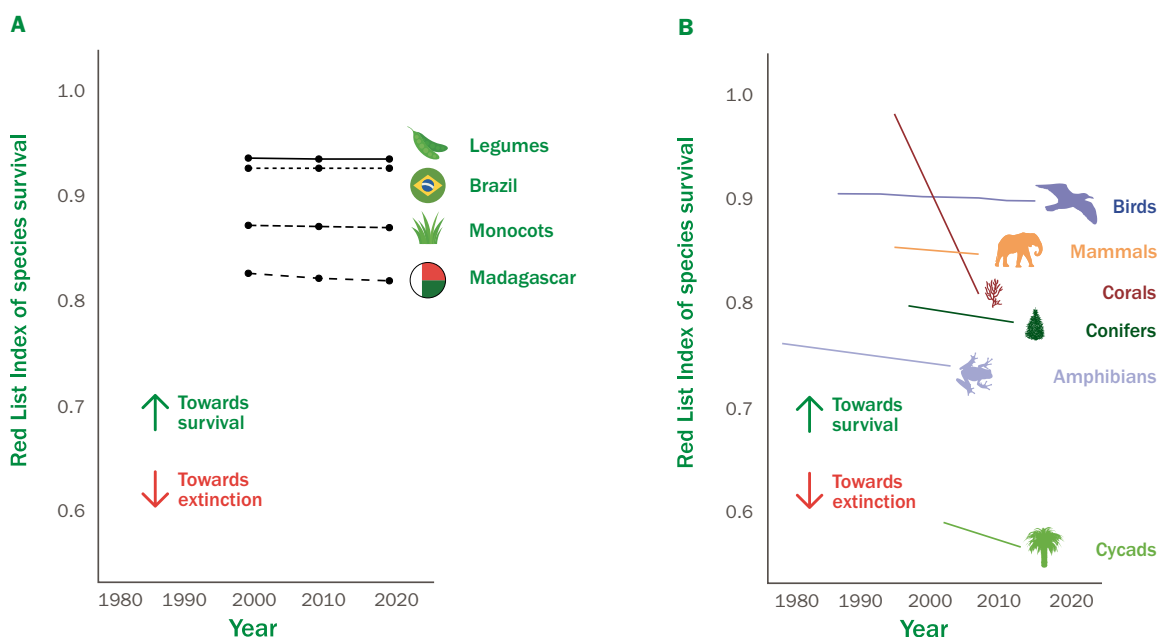 A
Red List Index of species survival
1.0
0.9
0.8
0.7
0.6
Legumes
Brazil
Monocots
Madagascar
Towards
survival
Towards
extinction
1980 1990 2000 2010 2020
Year
B
Red List Index of species survival
1.0
0.9
0.8
0.7
0.6
Birds
Mammals
Corals
Conifers
Amphibians
Towards
survival
Towards
extinction
Cycads
1980 1990 2000 2010 2020
Year